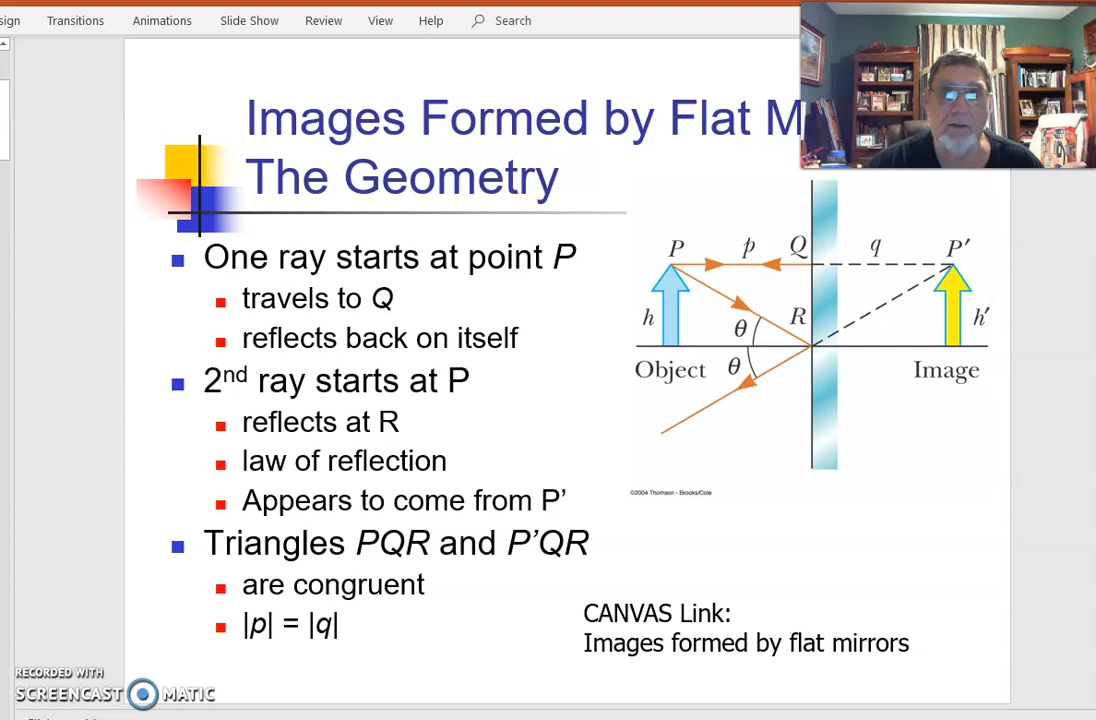 sign Transitions Animations Slide Show Review View Help Search
Images Formed by Flat M
The Geometry
One ray starts at point P
travels to Q
reflects back on itself
2nd ray starts at P
reflects at R
law of reflection
Appears to come from P’
Triangles PQR and P’QR
are congruent
|p| = |q|
P p Q q P′
h θ R h′
Object θ Image
©2004 Thomson - Brooks/Cole
CANVAS Link:
Images formed by flat mirrors
RECORDED WITH
SCREENCAST MATIC